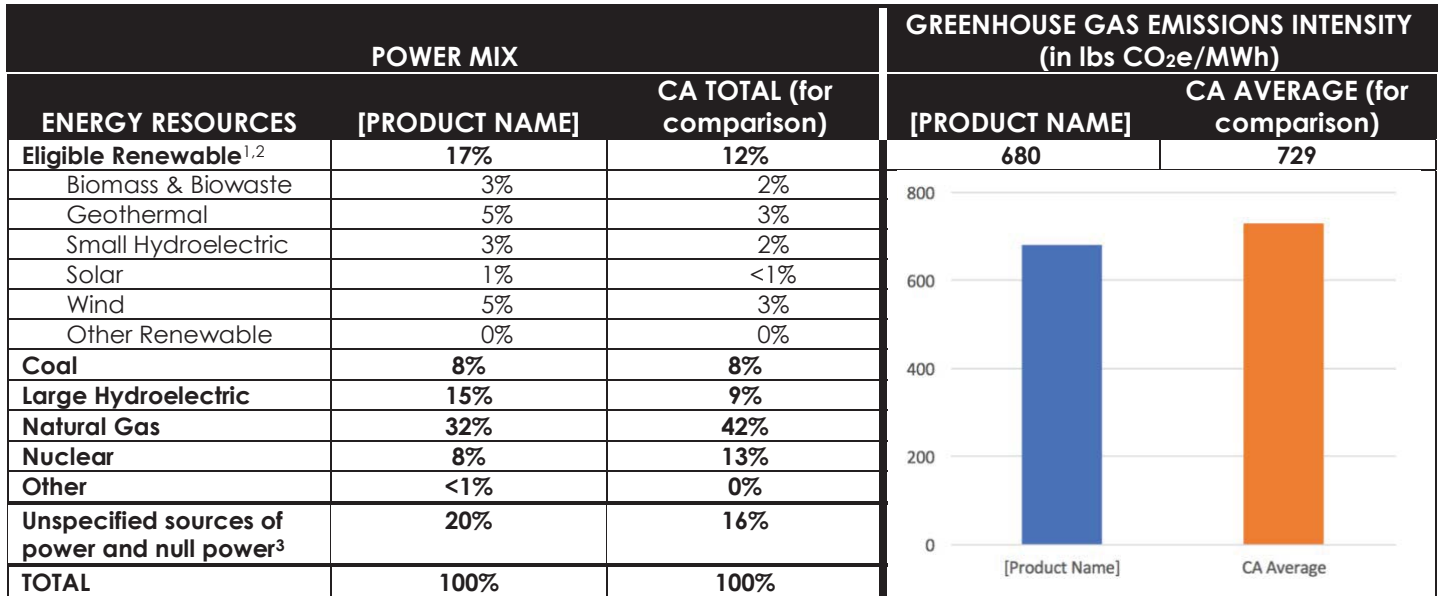 POWER MIX
GREENHOUSE GAS EMISSIONS INTENSITY
(in lbs CO₂e/MWh)
ENERGY RESOURCES [PRODUCT NAME] CA TOTAL (for
comparison) [PRODUCT NAME] CA AVERAGE (for
comparison)
Eligible Renewable¹,² 17% 12% 680 729
Biomass & Biowaste 3% 2%
Geothermal 5% 3%
Small Hydroelectric 3% 2%
Solar 1% <1%
Wind 5% 3%
Other Renewable 0% 0%
Coal 8% 8%
Large Hydroelectric 15% 9%
Natural Gas 32% 42%
Nuclear 8% 13%
Other <1% 0%
Unspecified sources of
power and null power³ 20% 16%
TOTAL 100% 100%
800
600
400
200
0
[Product Name] CA Average